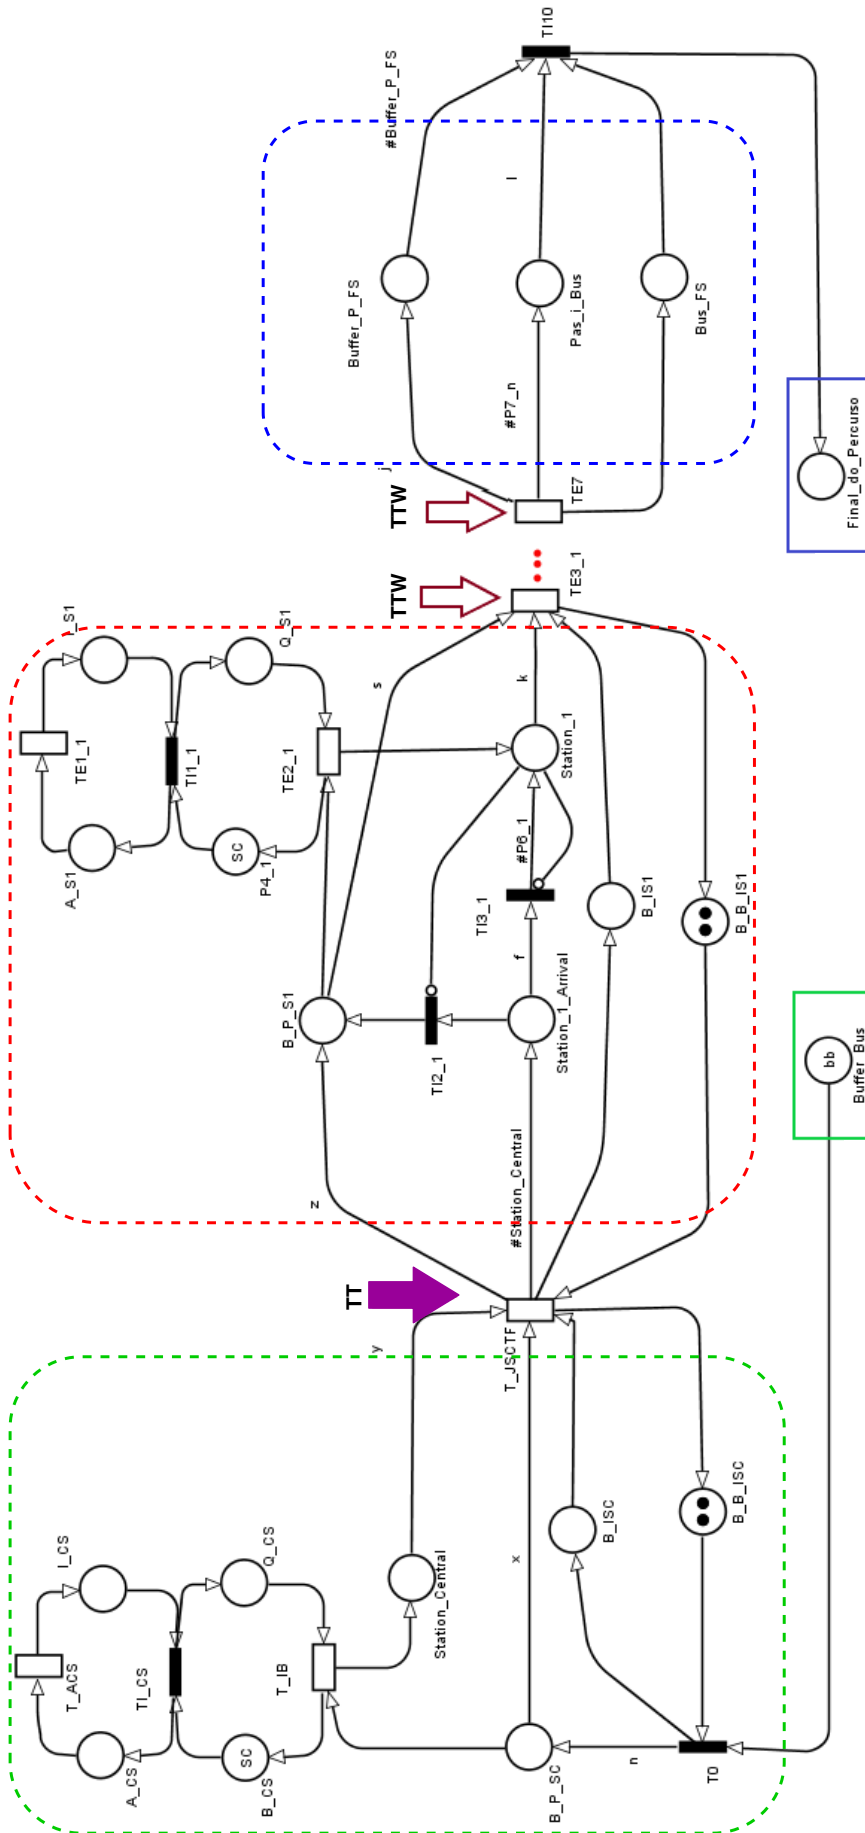 I_CS
T_ACS
A_CS
TI_CS
Q_CS
T_IB
SC
B_CS
Station_Central
y
TT
T_JSCTF
x
B_P_SC
n
T0
B_ISC
B_B_ISC
bb
Buffer_Bus
z
#Station_Central
I_S1
TE1_1
A_S1
TI1_1
Q_S1
TE2_1
SC
P4_1
B_P_S1
s
TI2_1
Station_1_Arrival
f
TI3_1
#P6_1
Station_1
k
B_IS1
B_B_IS1
TTW
TE3_1
TTW
TE7
j
Buffer_P_FS
#Buffer_P_FS
#P7_n
Pas_i_Bus
l
Bus_FS
TI10
Final_do_Percurso